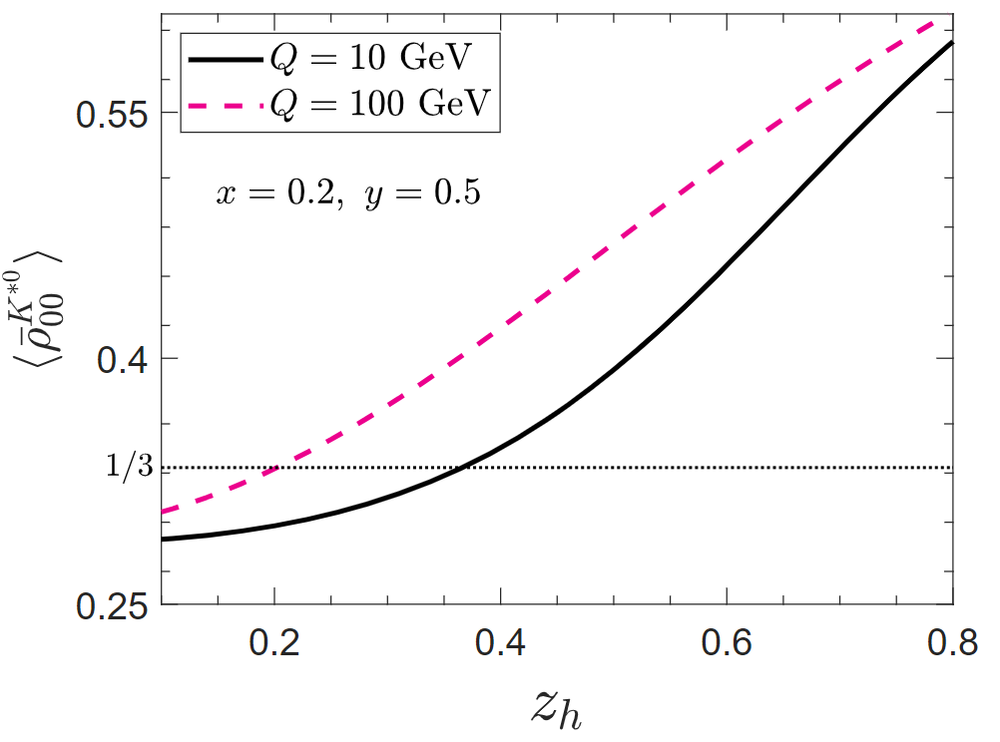 Q = 10 GeV
Q = 100 GeV
x = 0.2, y = 0.5
⟨ρ̄₀₀^{K*0}⟩
0.55
0.4
1/3
0.25
0.2 0.4 0.6 0.8
z_h